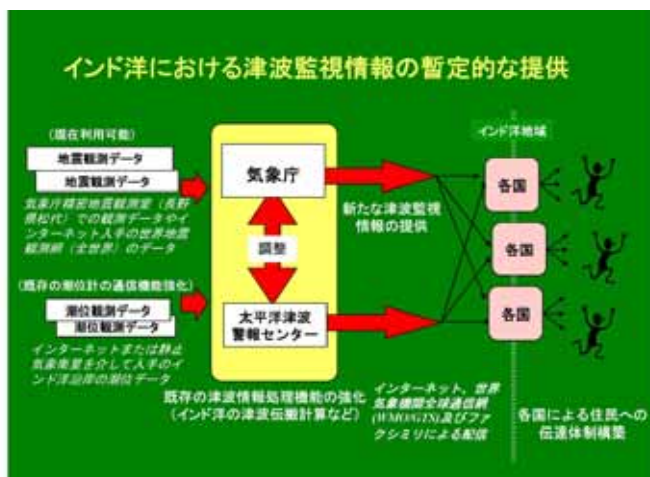 インド洋における津波監視情報の暫定的な提供
(現在利用可能)
地震観測データ
地震観測データ
気象庁精密地震観測室(長野
県松代)での観測データやイ
ンターネット入手の世界地震
観測網(全世界)のデータ
(既存の潮位計の通信機能強化)
潮位観測データ
潮位観測データ
インターネットまたは静止
気象衛星を介して入手のイ
ンド洋沿岸の潮位データ
気象庁
調整
太平洋津波
警報センター
既存の津波情報処理機能の強化
(インド洋の津波伝搬計算など)
新たな津波監視
情報の提供
インターネット、世界
気象機関全球通信網
(WMO/GTS)及びファ
クシミリによる配信
インド洋地域
各国
各国
各国
各国による住民への
伝達体制構築